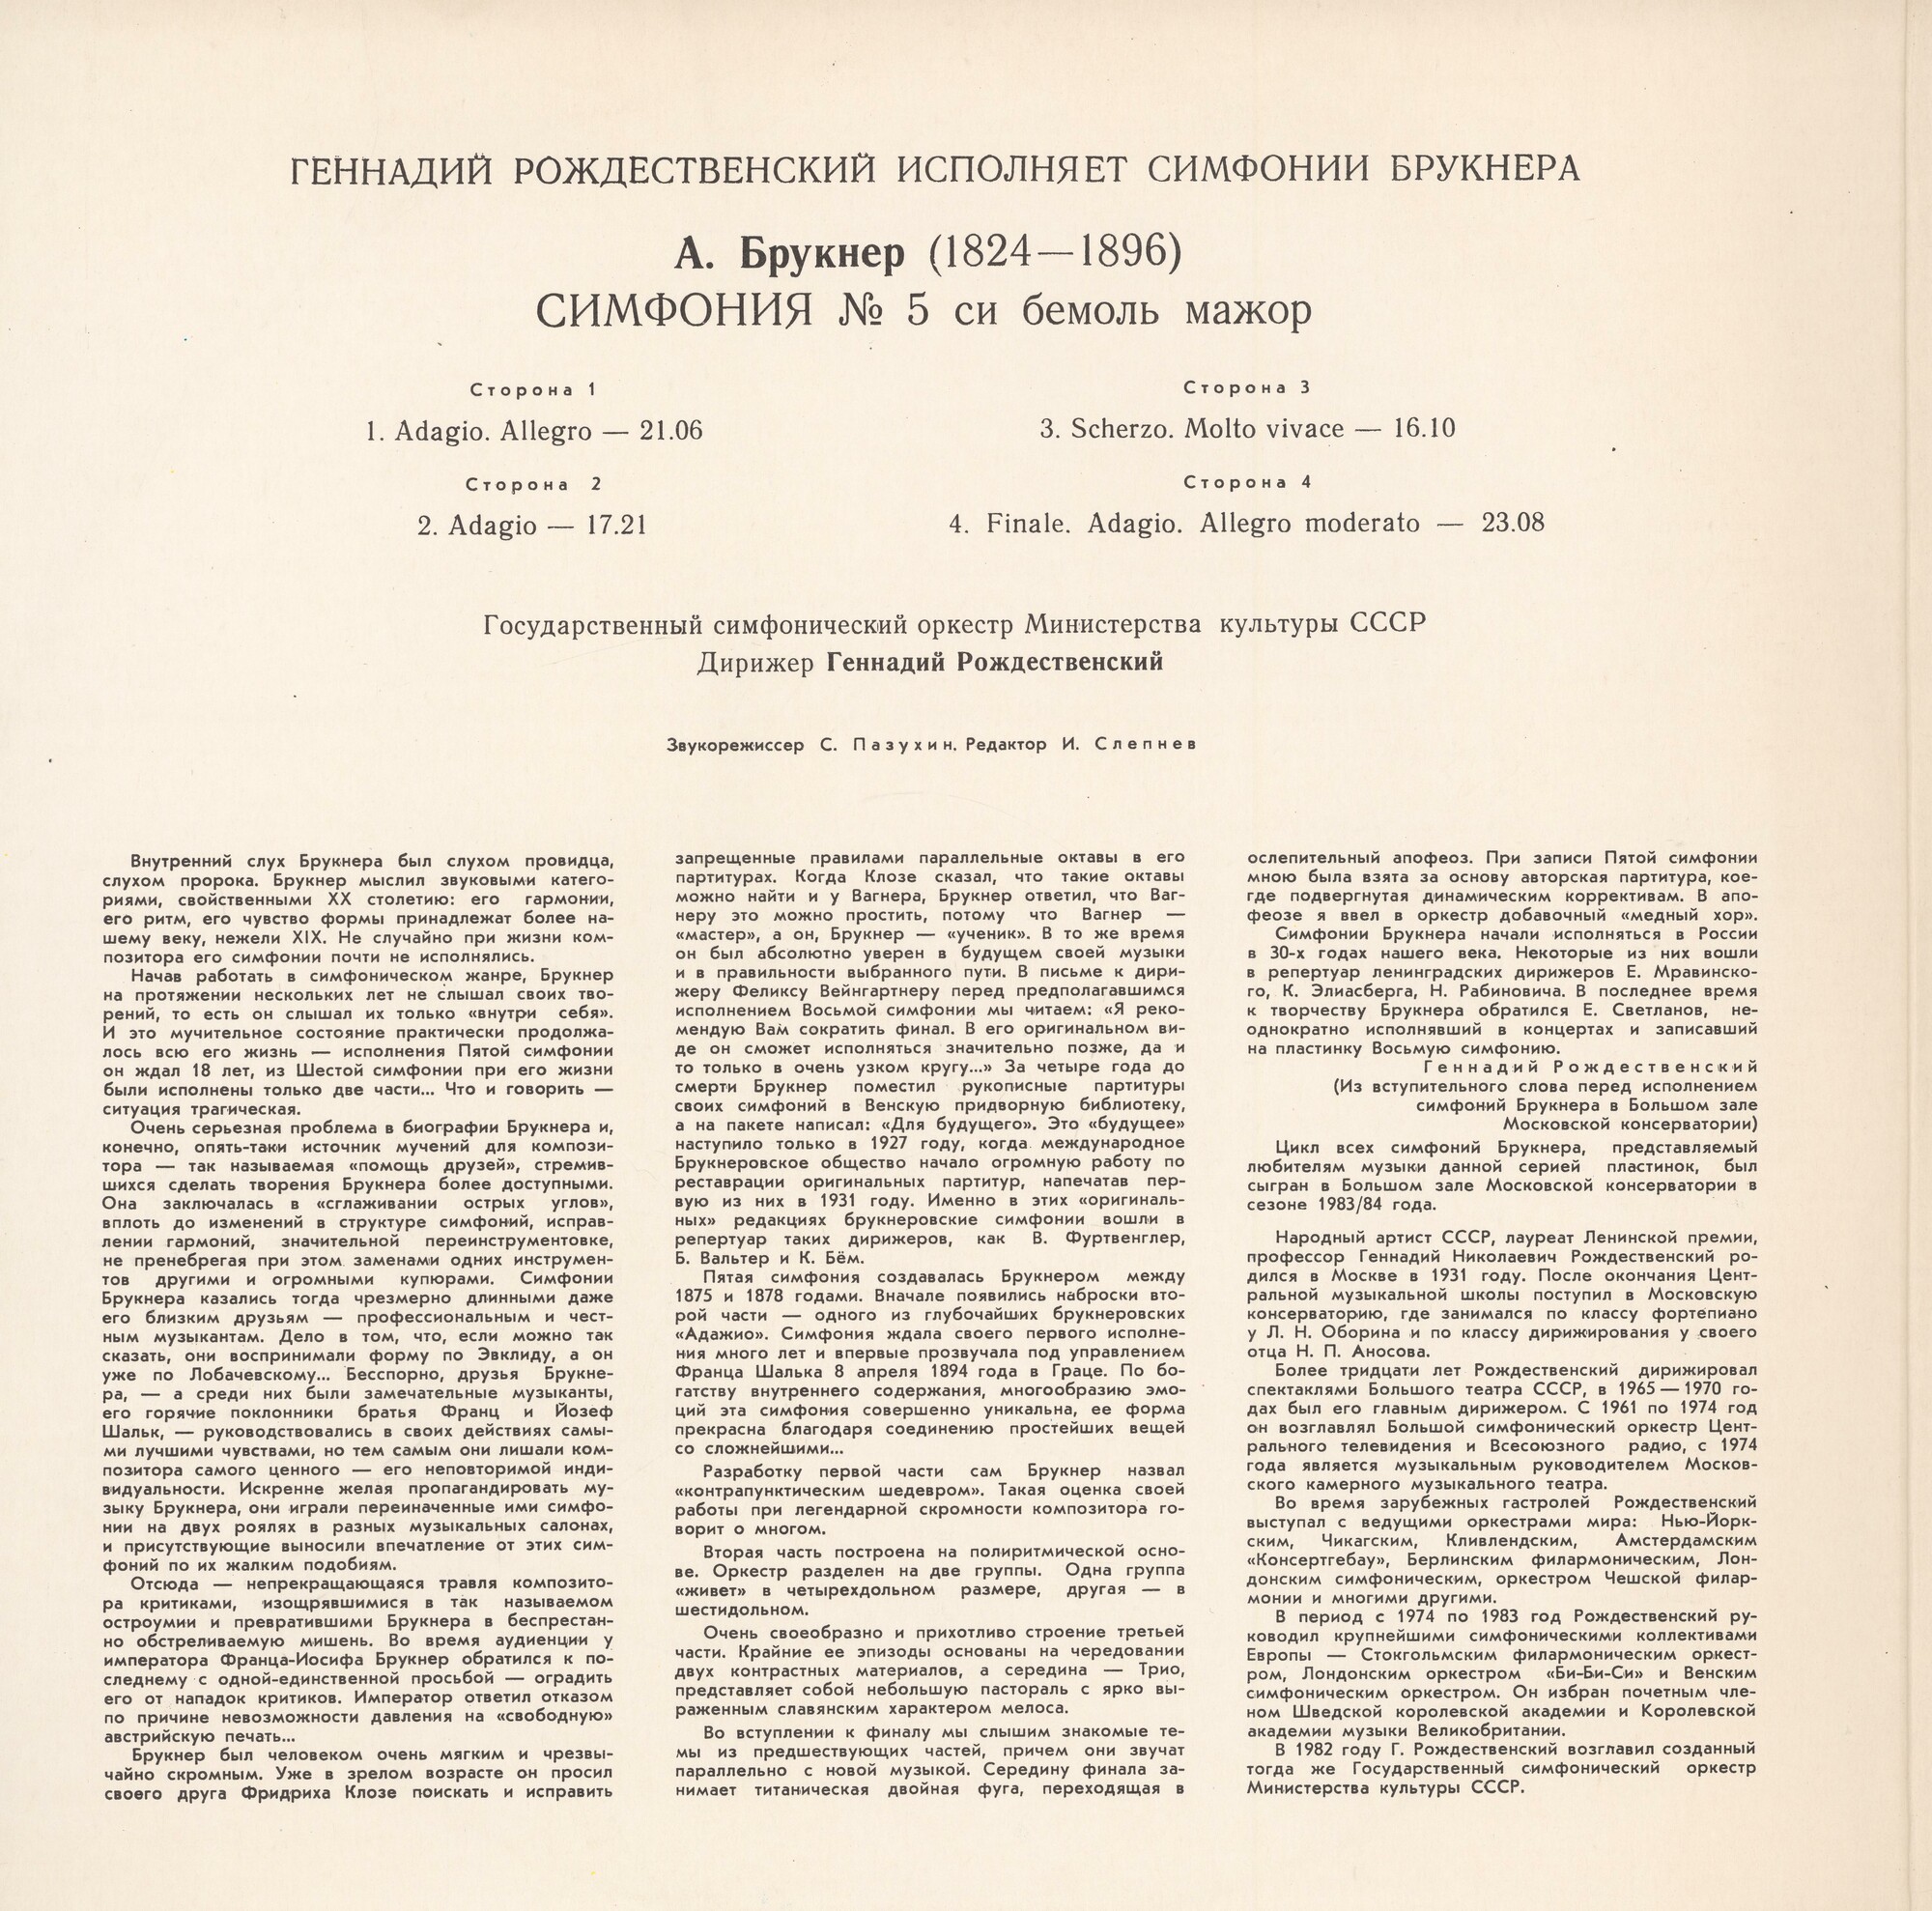 ГЕННАДИЙ РОЖДЕСТВЕНСКИЙ ИСПОЛНЯЕТ СИМФОНИИ БРУКНЕРА
А. Брукнер (1824—1896)
СИМФОНИЯ № 5 си бемоль мажор
Сторона 1
1. Adagio. Allegro — 21.06
Сторона 2
2. Adagio — 17.21
Сторона 3
3. Scherzo. Molto vivace — 16.10
Сторона 4
4. Finale. Adagio. Allegro moderato — 23.08
Государственный симфонический оркестр Министерства культуры СССР
Дирижер Геннадий Рождественский
Звукорежиссер С. Пазухин. Редактор И. Слепнев
Внутренний слух Брукнера был слухом провидца,
слухом пророка. Брукнер мыслил звуковыми катего-
риями, свойственными XX столетию: его гармонии,
его ритм, его чувство формы принадлежат более на-
шему веку, нежели XIX. Не случайно при жизни ком-
позитора его симфонии почти не исполнялись.
Начав работать в симфоническом жанре, Брукнер
на протяжении нескольких лет не слышал своих тво-
рений, то есть он слышал их только «внутри себя».
И это мучительное состояние практически продолжа-
лось всю его жизнь — исполнения Пятой симфонии
он ждал 18 лет, из Шестой симфонии при его жизни
были исполнены только две части... Что и говорить —
ситуация трагическая.
Очень серьезная проблема в биографии Брукнера и,
конечно, опять-таки источник мучений для компози-
тора — так называемая «помощь друзей», стремив-
шихся сделать творения Брукнера более доступными.
Она заключалась в «сглаживании острых углов»,
вплоть до изменений в структуре симфоний, исправ-
лении гармоний, значительной переинструментовке,
не пренебрегая при этом заменами одних инструмен-
тов другими и огромными купюрами. Симфонии
Брукнера казались тогда чрезмерно длинными даже
его близким друзьям — профессиональным и чест-
ным музыкантам. Дело в том, что, если можно так
сказать, они воспринимали форму по Эвклиду, а он
уже по Лобачевскому... Бесспорно, друзья Брукне-
ра, — а среди них были замечательные музыканты,
его горячие поклонники братья Франц и Йозеф
Шальк, — руководствовались в своих действиях самы-
ми лучшими чувствами, но тем самым они лишали ком-
позитора самого ценного — его неповторимой инди-
видуальности. Искренне желая пропагандировать му-
зыку Брукнера, они играли переиначенные ими симфо-
нии на двух роялях в разных музыкальных салонах,
и присутствующие выносили впечатление от этих сим-
фоний по их жалким подобиям.
Отсюда — непрекращающаяся травля композито-
ра критиками, изощрявшимися в так называемом
остроумии и превратившими Брукнера в беспрестан-
но обстреливаемую мишень. Во время аудиенции у
императора Франца-Иосифа Брукнер обратился к по-
следнему с одной-единственной просьбой — оградить
его от нападок критиков. Император ответил отказом
по причине невозможности давления на «свободную»
австрийскую печать...
Брукнер был человеком очень мягким и чрезвы-
чайно скромным. Уже в зрелом возрасте он просил
своего друга Фридриха Клозе поискать и исправить
запрещенные правилами параллельные октавы в его
партитурах. Когда Клозе сказал, что такие октавы
можно найти и у Вагнера, Брукнер ответил, что Ваг-
неру это можно простить, потому что Вагнер —
«мастер», а он, Брукнер — «ученик». В то же время
он был абсолютно уверен в будущем своей музыки
и в правильности выбранного пути. В письме к дири-
жеру Феликсу Вейнгартнеру перед предполагавшимся
исполнением Восьмой симфонии мы читаем: «Я реко-
мендую Вам сократить финал. В его оригинальном ви-
де он сможет исполняться значительно позже, да и
то только в очень узком кругу...» За четыре года до
смерти Брукнер поместил рукописные партитуры
своих симфоний в Венскую придворную библиотеку,
а на пакете написал: «Для будущего». Это «будущее»
наступило только в 1927 году, когда международное
Брукнеровское общество начало огромную работу по
реставрации оригинальных партитур, напечатав пер-
вую из них в 1931 году. Именно в этих «оригиналь-
ных» редакциях брукнеровские симфонии вошли в
репертуар таких дирижеров, как В. Фуртвенглер,
Б. Вальтер и К. Бём.
Пятая симфония создавалась Брукнером между
1875 и 1878 годами. Вначале появились наброски вто-
рой части — одного из глубочайших брукнеровских
«Адажио». Симфония ждала своего первого исполне-
ния много лет и впервые прозвучала под управлением
Франца Шалька 8 апреля 1894 года в Граце. По бо-
гатству внутреннего содержания, многообразию эмо-
ций эта симфония совершенно уникальна, ее форма
прекрасна благодаря соединению простейших вещей
со сложнейшими...
Разработку первой части сам Брукнер назвал
«контрапунктическим шедевром». Такая оценка своей
работы при легендарной скромности композитора го-
ворит о многом.
Вторая часть построена на полиритмической осно-
ве. Оркестр разделен на две группы. Одна группа
«живет» в четырехдольном размере, другая — в
шестидольном.
Очень своеобразно и прихотливо строение третьей
части. Крайние ее эпизоды основаны на чередовании
двух контрастных материалов, а середина — Трио,
представляет собой небольшую пастораль с ярко вы-
раженным славянским характером мелоса.
Во вступлении к финалу мы слышим знакомые те-
мы из предшествующих частей, причем они звучат
параллельно с новой музыкой. Середину финала за-
нимает титаническая двойная фуга, переходящая в
ослепительный апофеоз. При записи Пятой симфонии
мною была взята за основу авторская партитура, кое-
где подвергнутая динамическим коррективам. В апо-
феозе я ввел в оркестр добавочный «медный хор».
Симфонии Брукнера начали исполняться в России
в 30-х годах нашего века. Некоторые из них вошли
в репертуар ленинградских дирижеров Е. Мравинско-
го, К. Элиасберга, Н. Рабиновича. В последнее время
к творчеству Брукнера обратился Е. Светланов, не-
однократно исполнявший в концертах и записавший
на пластинку Восьмую симфонию.
Геннадий Рождественский
(Из вступительного слова перед исполнением
симфоний Брукнера в Большом зале
Московской консерватории)
Цикл всех симфоний Брукнера, представляемый
любителям музыки данной серией пластинок, был
сыгран в Большом зале Московской консерватории в
сезоне 1983/84 года.
Народный артист СССР, лауреат Ленинской премии,
профессор Геннадий Николаевич Рождественский ро-
дился в Москве в 1931 году. После окончания Цент-
ральной музыкальной школы поступил в Московскую
консерваторию, где занимался по классу фортепиано
у Л. Н. Оборина и по классу дирижирования у своего
отца Н. П. Аносова.
Более тридцати лет Рождественский дирижировал
спектаклями Большого театра СССР, в 1965—1970 го-
дах был его главным дирижером. С 1961 по 1974 год
он возглавлял Большой симфонический оркестр Цент-
рального телевидения и Всесоюзного радио, с 1974
года является музыкальным руководителем Москов-
ского камерного музыкального театра.
Во время зарубежных гастролей Рождественский
выступал с ведущими оркестрами мира: Нью-Йорк-
ским, Чикагским, Кливлендским, Амстердамским
«Консертгебау», Берлинским филармоническим, Лон-
донским симфоническим, оркестром Чешской филар-
монии и многими другими.
В период с 1974 по 1983 год Рождественский ру-
ководил крупнейшими симфоническими коллективами
Европы — Стокгольмским филармоническим оркест-
ром, Лондонским оркестром «Би-Би-Си» и Венским
симфоническим оркестром. Он избран почетным чле-
ном Шведской королевской академии и Королевской
академии музыки Великобритании.
В 1982 году Г. Рождественский возглавил созданный
тогда же Государственный симфонический оркестр
Министерства культуры СССР.